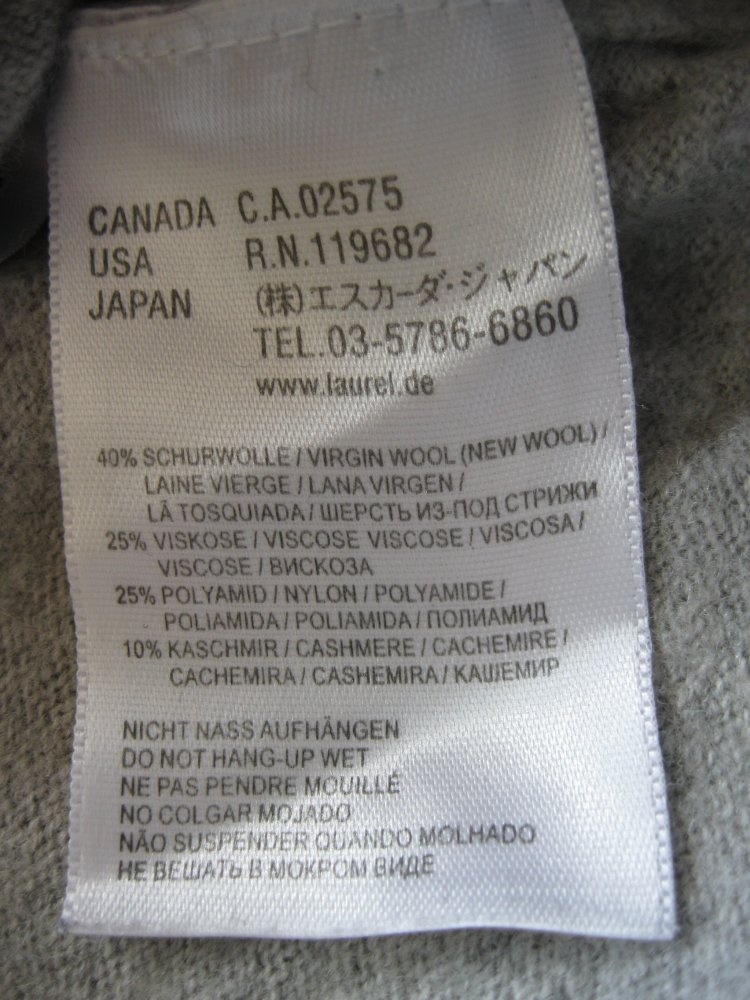 CANADA C.A.02575
USA R.N.119682
JAPAN (株)エスカーダ・ジャパン
TEL.03-5786-6860
www.laurel.de
40% SCHURWOLLE / VIRGIN WOOL (NEW WOOL) /
LAINE VIERGE / LANA VIRGEN /
LÃ TOSQUIADA / ШЕРСТЬ ИЗ-ПОД СТРИЖКИ
25% VISKOSE / VISCOSE VISCOSE / VISCOSA /
VISCOSE / ВИСКОЗА
25% POLYAMID / NYLON / POLYAMIDE /
POLIAMIDA / POLIAMIDA / ПОЛИАМИД
10% KASCHMIR / CASHMERE / CACHEMIRE /
CACHEMIRA / CASHEMIRA / КАШЕМИР
NICHT NASS AUFHÄNGEN
DO NOT HANG-UP WET
NE PAS PENDRE MOUILLÉ
NO COLGAR MOJADO
NÃO SUSPENDER QUANDO MOLHADO
НЕ ВЕШАТЬ В МОКРОМ ВИДЕ